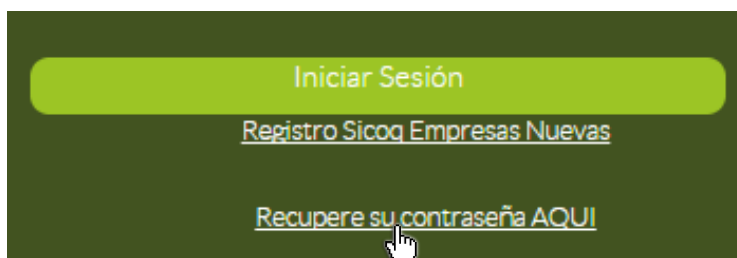 Iniciar Sesión
Registro Sicoq Empresas Nuevas
Recupere su contraseña AQUI